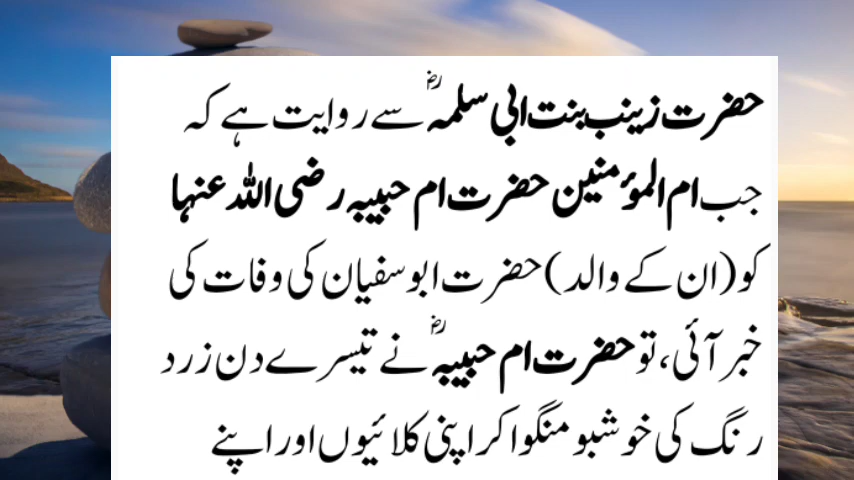 حضرت زینب بنت ابی سلمہؓ سے روایت ہے کہ
جب ام المؤمنین حضرت ام حبیبہ رضی اللہ عنہا
کو (ان کے والد) حضرت ابوسفیان کی وفات کی
خبر آئی، تو حضرت ام حبیبہؓ نے تیسرے دن زرد
رنگ کی خوشبو منگوا کر اپنی کلائیوں اور اپنے